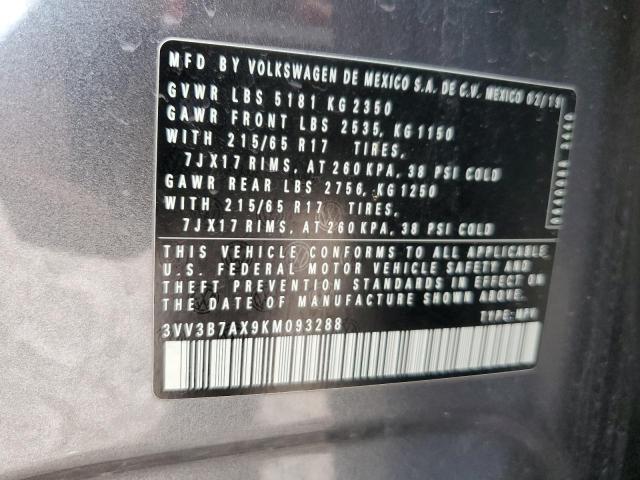 MFD BY VOLKSWAGEN DE MEXICO S.A. DE C.V. MEXICO 02/19
GVWR LBS 5181 KG 2350
GAWR FRONT LBS 2535, KG 1150
WITH 215/65 R17 TIRES,
7JX17 RIMS, AT 260 KPA, 38 PSI COLD
GAWR REAR LBS 2756, KG 1250
WITH 215/65 R17 TIRES,
7JX17 RIMS, AT 260 KPA, 38 PSI COLD
THIS VEHICLE CONFORMS TO ALL APPLICABLE
U.S. FEDERAL MOTOR VEHICLE SAFETY AND
THEFT PREVENTION STANDARDS IN EFFECT ON
THE DATE OF MANUFACTURE SHOWN ABOVE.
3VV3B7AX9KM093288 TYPE: MPV